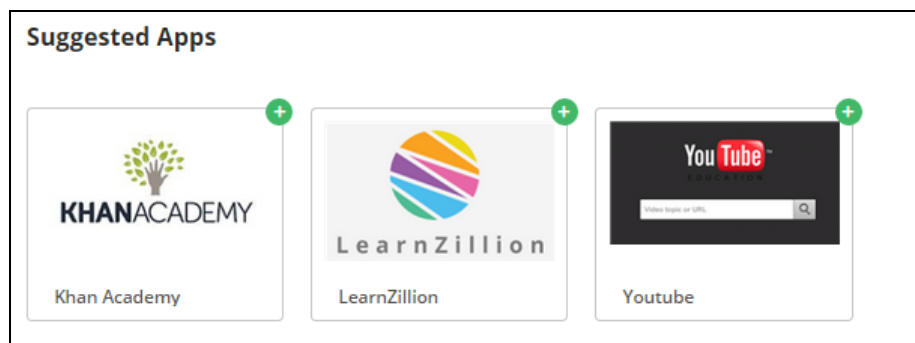 Suggested Apps
KHANACADEMY
Khan Academy
LearnZillion
LearnZillion
YouTube
EDUCATION
Video topic or URL
Youtube